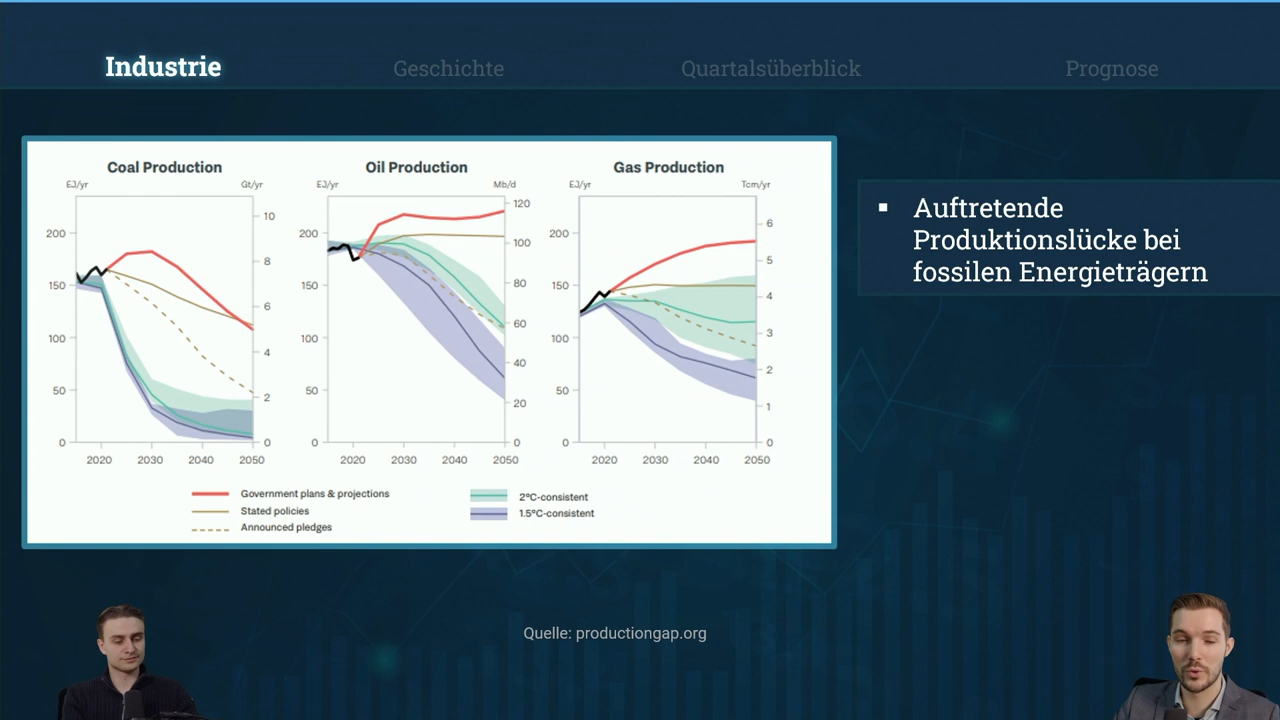 Industrie
Geschichte
Quartalsüberblick
Prognose
Coal Production
EJ/yr
Gt/yr
200
150
100
50
0
10
8
6
4
2
0
2020 2030 2040 2050
Oil Production
EJ/yr
Mb/d
200
150
100
50
0
120
100
80
60
40
20
0
2020 2030 2040 2050
Gas Production
EJ/yr
Tcm/yr
200
150
100
50
0
6
5
4
3
2
1
0
2020 2030 2040 2050
Government plans & projections
Stated policies
Announced pledges
2°C-consistent
1.5°C-consistent
▪ Auftretende
Produktionslücke bei
fossilen Energieträgern
Quelle: productiongap.org